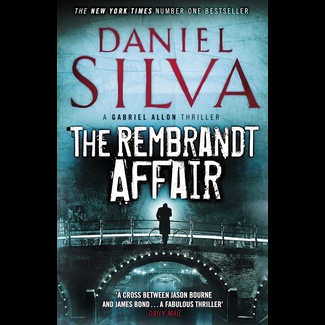 THE NEW YORK TIMES NUMBER ONE BESTSELLER
DANIEL
SILVA
A GABRIEL ALLON THRILLER
THE REMBRANDT
AFFAIR
'A CROSS BETWEEN JASON BOURNE
AND JAMES BOND . . . A FABULOUS THRILLER'
DAILY MAIL